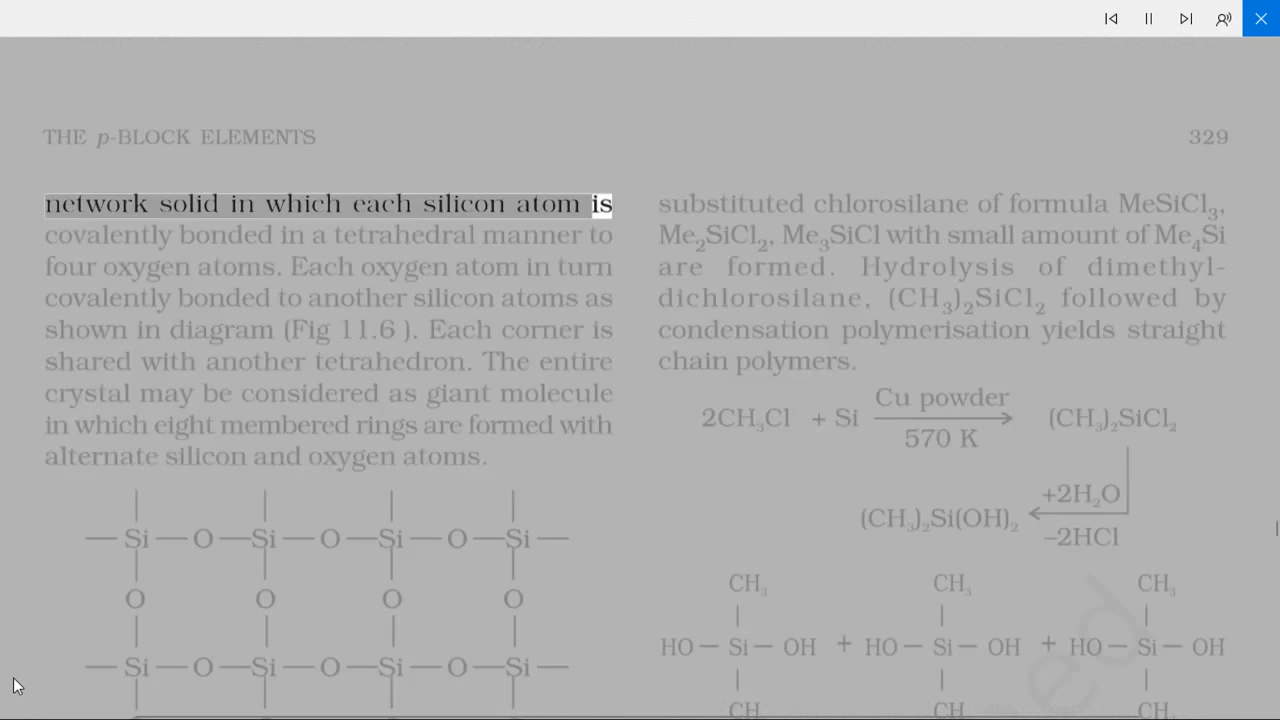 THE p-BLOCK ELEMENTS 329
network solid in which each silicon atom is
covalently bonded in a tetrahedral manner to
four oxygen atoms. Each oxygen atom in turn
covalently bonded to another silicon atoms as
shown in diagram (Fig 11.6 ). Each corner is
shared with another tetrahedron. The entire
crystal may be considered as giant molecule
in which eight membered rings are formed with
alternate silicon and oxygen atoms.
— Si — O — Si — O — Si — O — Si —
O O O O
— Si — O — Si — O — Si — O — Si —
substituted chlorosilane of formula MeSiCl₃,
Me₂SiCl₂, Me₃SiCl with small amount of Me₄Si
are formed. Hydrolysis of dimethyl-
dichlorosilane, (CH₃)₂SiCl₂ followed by
condensation polymerisation yields straight
chain polymers.
Cu powder
2CH₃Cl + Si ⟶ (CH₃)₂SiCl₂
570 K
+2H₂O
(CH₃)₂Si(OH)₂ ⟵
–2HCl
CH₃ CH₃ CH₃
HO — Si — OH + HO — Si — OH + HO — Si — OH
CH CH CH